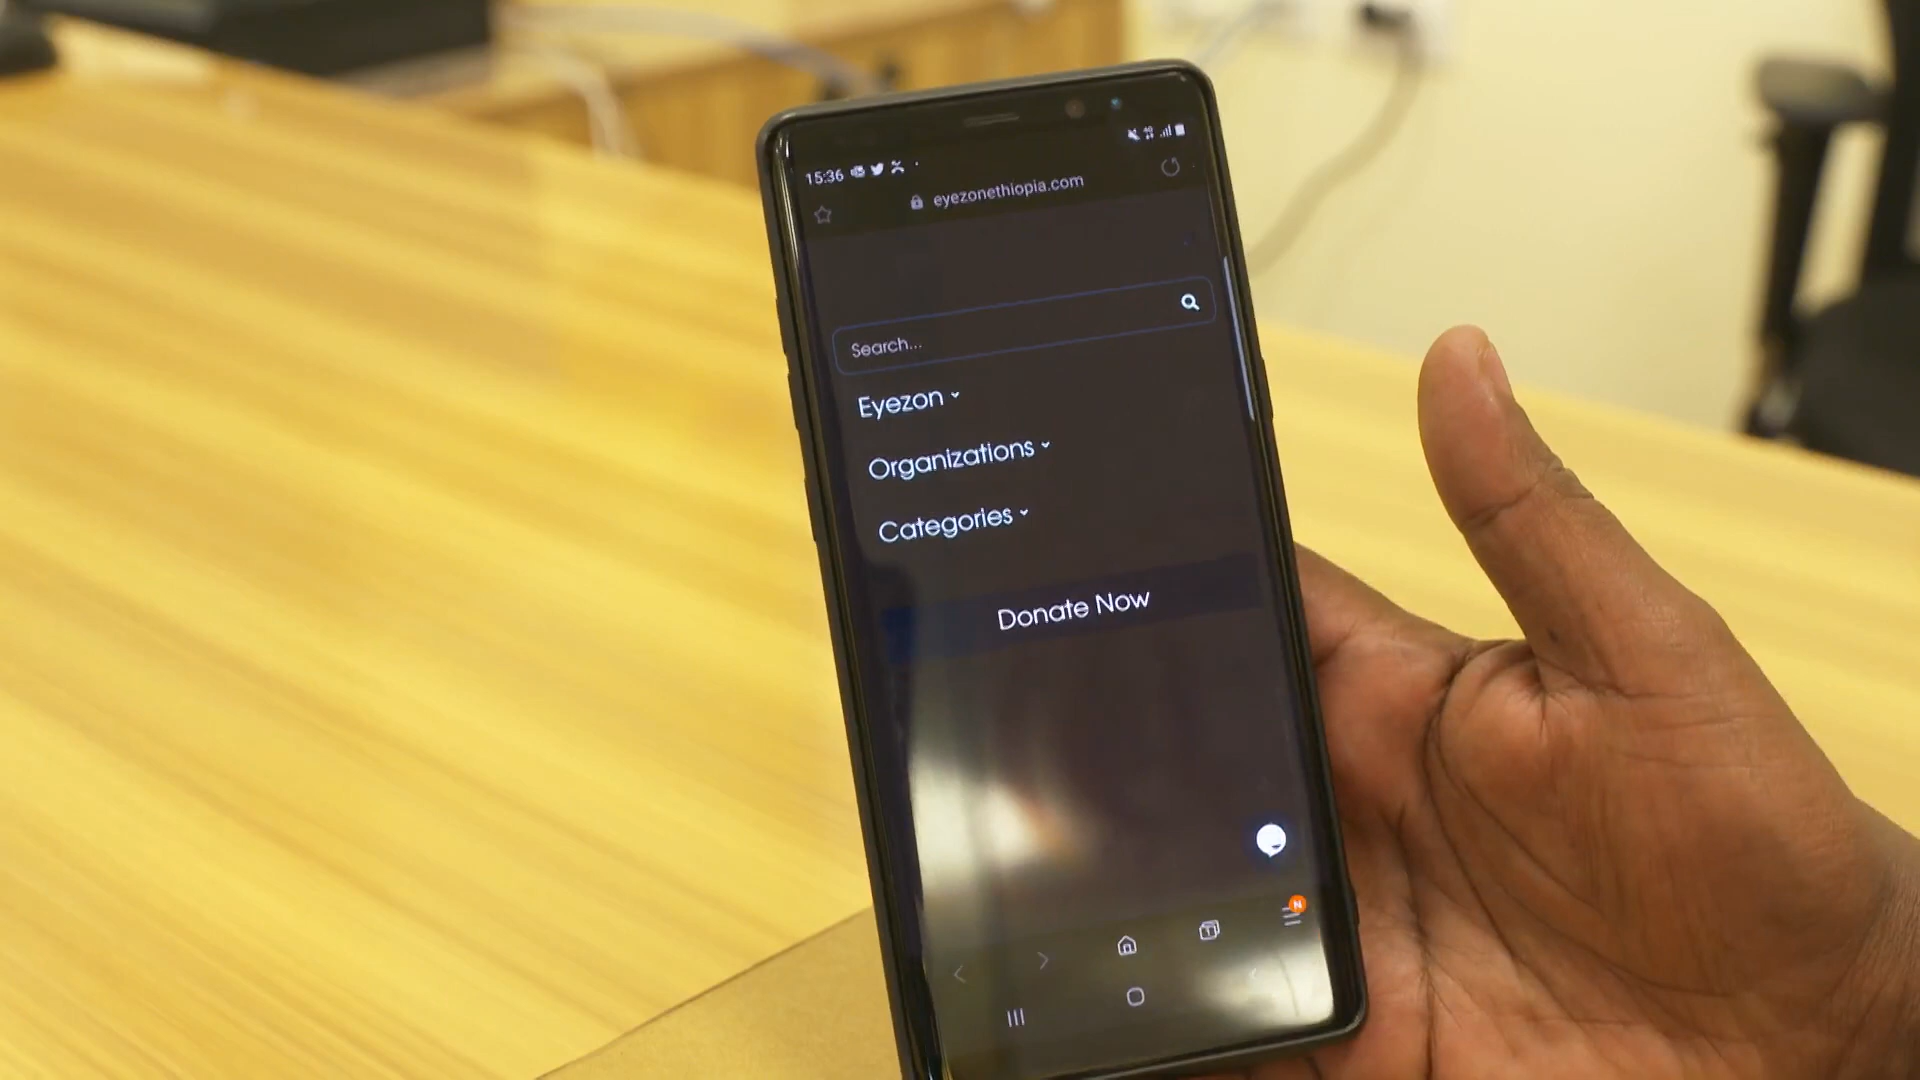 15:36
eyezonethiopia.com
Search...
Eyezon
Organizations
Categories
Donate Now
N